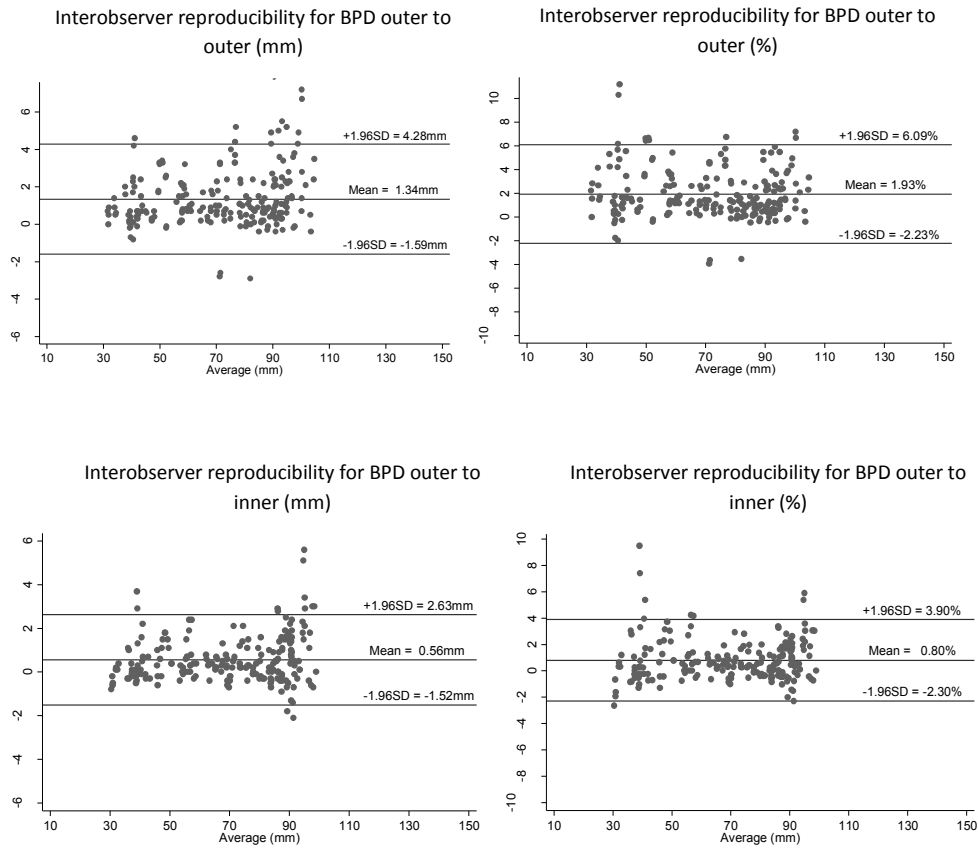 Interobserver reproducibility for BPD outer to
outer (mm)
6
4
2
0
-2
-4
-6
+1.96SD = 4.28mm
Mean = 1.34mm
-1.96SD = -1.59mm
10 30 50 70 90 110 130 150
Average (mm)
Interobserver reproducibility for BPD outer to
outer (%)
10
8
6
4
2
0
-2
-4
-6
-8
-10
+1.96SD = 6.09%
Mean = 1.93%
-1.96SD = -2.23%
10 30 50 70 90 110 130 150
Average (mm)
Interobserver reproducibility for BPD outer to
inner (mm)
6
4
2
0
-2
-4
-6
+1.96SD = 2.63mm
Mean = 0.56mm
-1.96SD = -1.52mm
10 30 50 70 90 110 130 150
Average (mm)
Interobserver reproducibility for BPD outer to
inner (%)
10
8
6
4
2
0
-2
-4
-6
-8
-10
+1.96SD = 3.90%
Mean = 0.80%
-1.96SD = -2.30%
10 30 50 70 90 110 130 150
Average (mm)